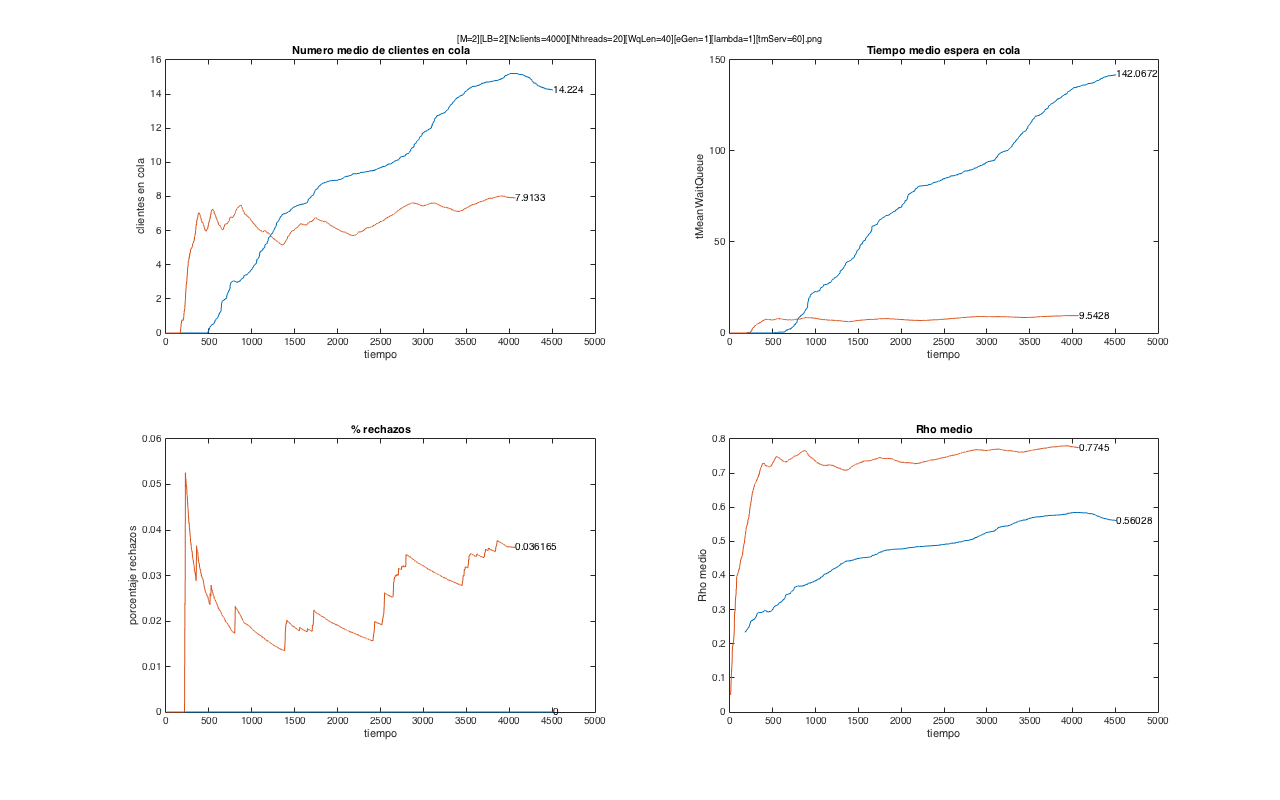 [M=2][LB=2][Nclients=4000][Nthreads=20][WqLen=40][eGen=1][lambda=1][tmServ=60].png
Numero medio de clientes en cola
16
14
12
10
8
6
4
2
0
clientes en cola
14.224
7.9133
0 500 1000 1500 2000 2500 3000 3500 4000 4500 5000
tiempo
Tiempo medio espera en cola
150
100
50
0
tMeanWaitQueue
142.0672
9.5428
0 500 1000 1500 2000 2500 3000 3500 4000 4500 5000
tiempo
% rechazos
0.06
0.05
0.04
0.03
0.02
0.01
0
porcentaje rechazos
0.036165
0
0 500 1000 1500 2000 2500 3000 3500 4000 4500 5000
tiempo
Rho medio
0.8
0.7
0.6
0.5
0.4
0.3
0.2
0.1
0
Rho medio
0.7745
0.56028
0 500 1000 1500 2000 2500 3000 3500 4000 4500 5000
tiempo